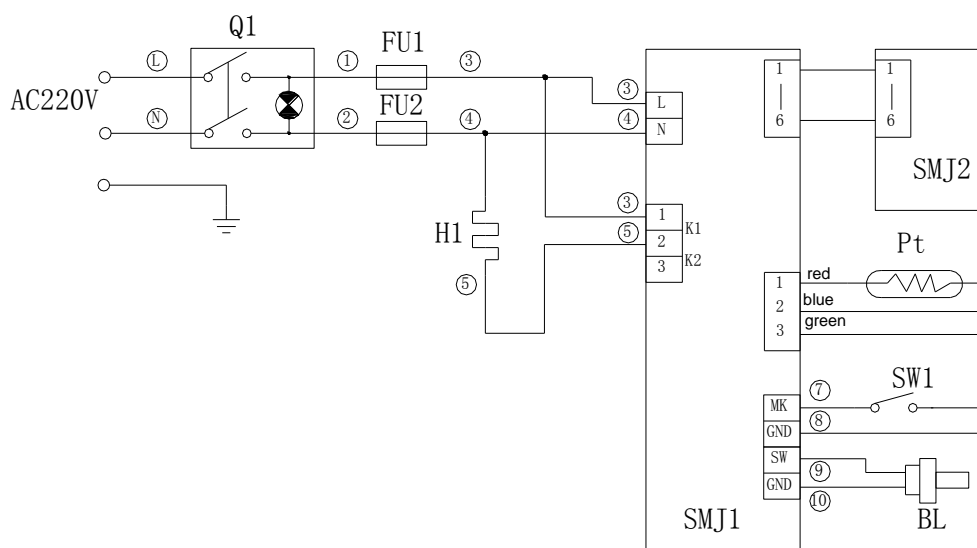 Q1
L ① FU1 ③
AC220V
N ② FU2 ④
③ L
④ N
1
6
1
6
SMJ2
③ 1 K1
⑤ 2
3 K2
H1
⑤
Pt
1 red
2 blue
3 green
SW1
MK ⑦
GND ⑧
SW ⑨
GND ⑩
SMJ1
BL